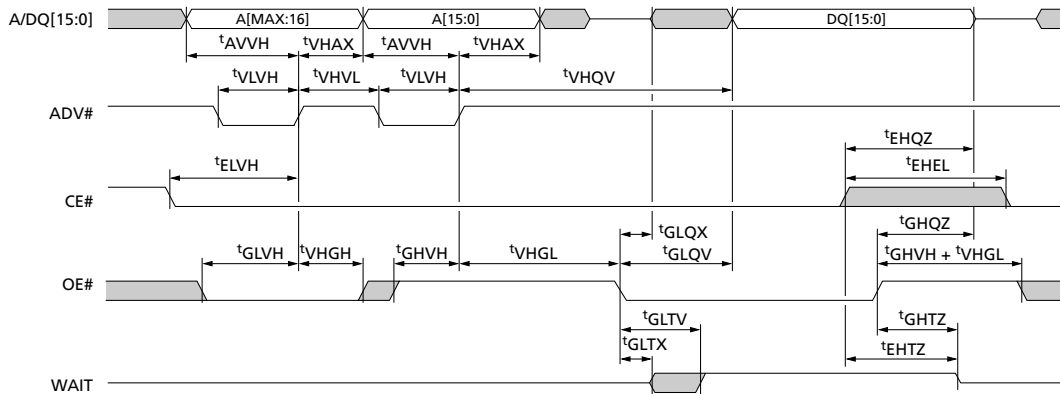 A/DQ[15:0] A[MAX:16] A[15:0] DQ[15:0]
tAVVH tVHAX tAVVH tVHAX
tVLVH tVHVL tVLVH tVHQV
ADV#
tEHQZ
tELVH tEHEL
CE#
tGLQX tGHQZ
tGLVH tVHGH tGHVH tVHGL tGLQV tGHVH + tVHGL
OE#
tGLTV tGHTZ
tGLTX tEHTZ
WAIT